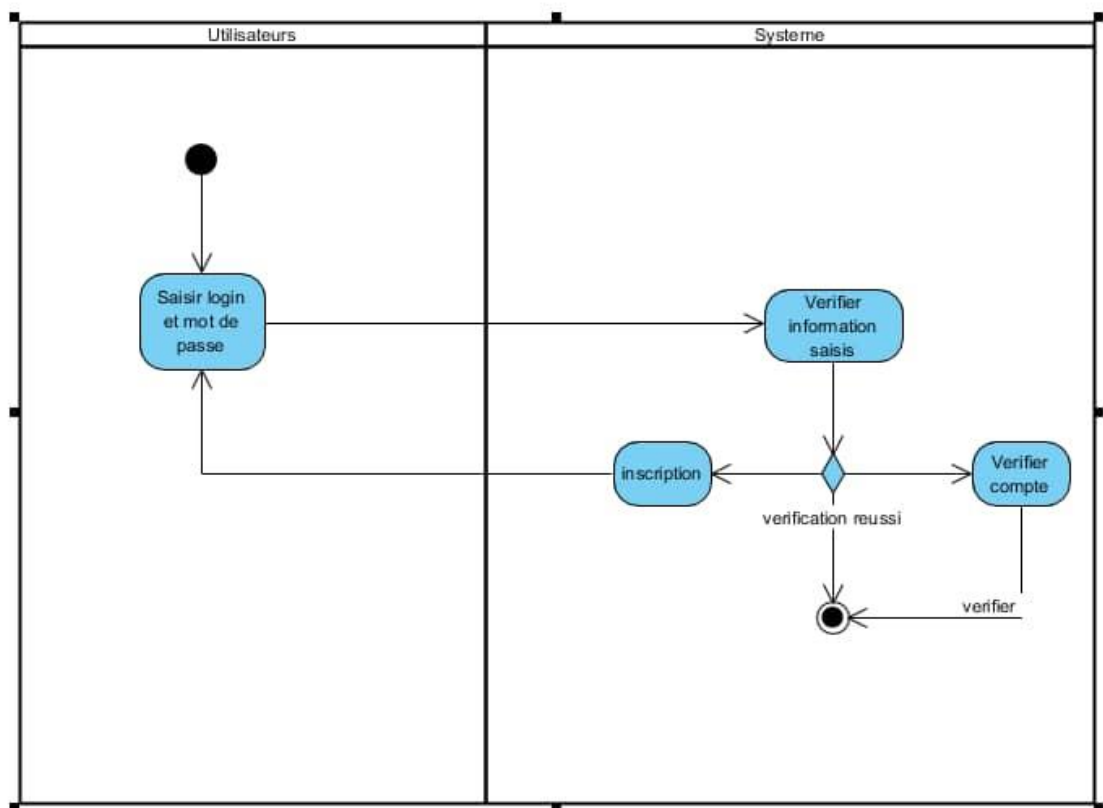 Utilisateurs
Systeme
Saisir login
et mot de
passe
Verifier
information
saisis
inscription
Verifier
compte
verification reussi
verifier